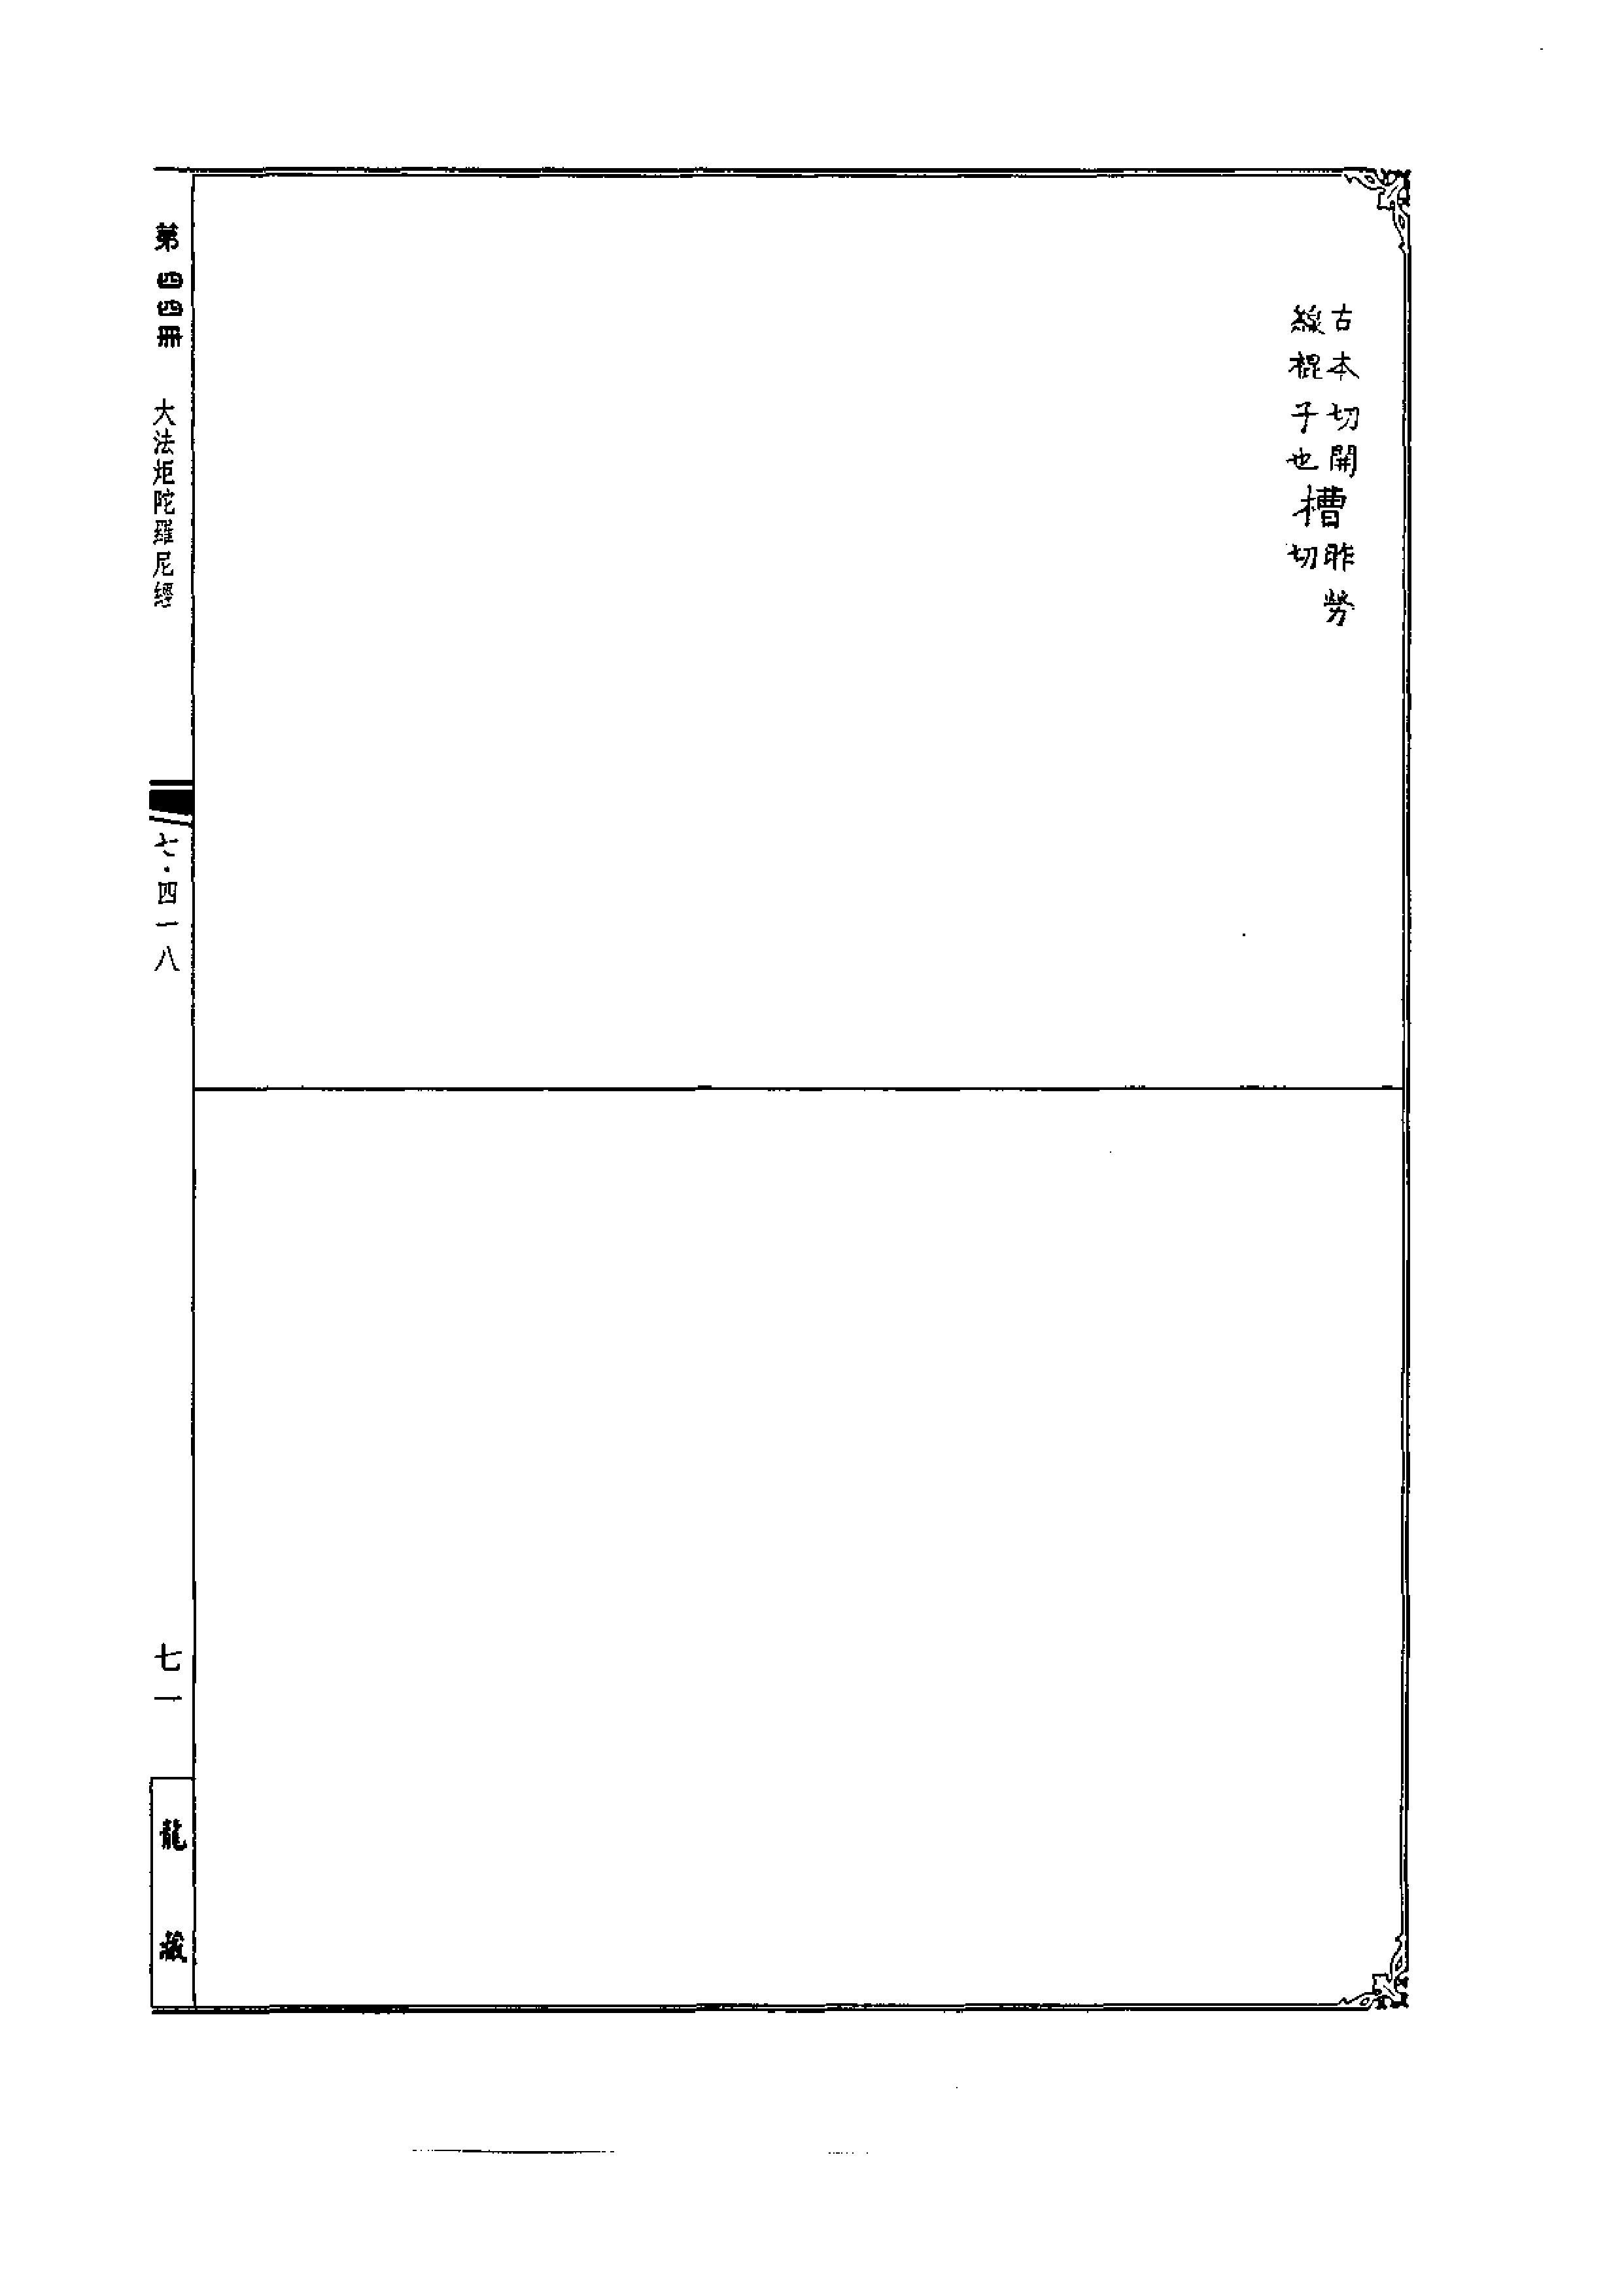 古本切開
線棍子也
槽
昨勞
切
第四四冊 大法炬陀羅尼經
七·四一八
七一
龍藏